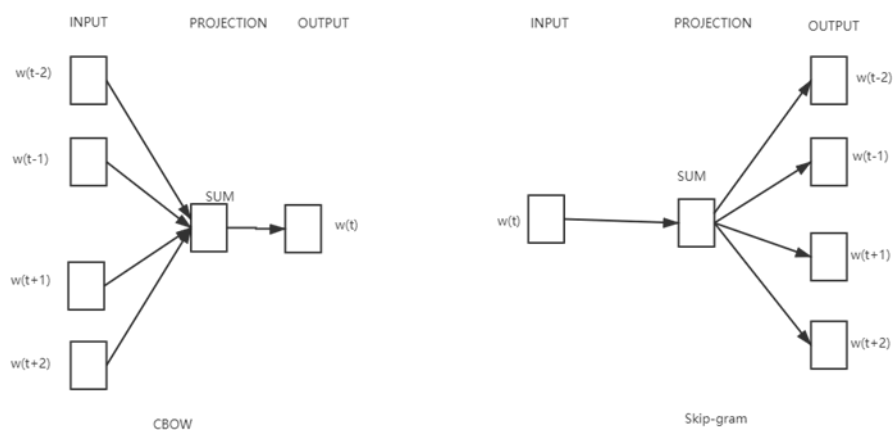 INPUT PROJECTION OUTPUT
w(t-2)
w(t-1)
SUM
w(t)
w(t+1)
w(t+2)
CBOW
INPUT PROJECTION OUTPUT
w(t-2)
w(t-1)
SUM
w(t)
w(t+1)
w(t+2)
Skip-gram